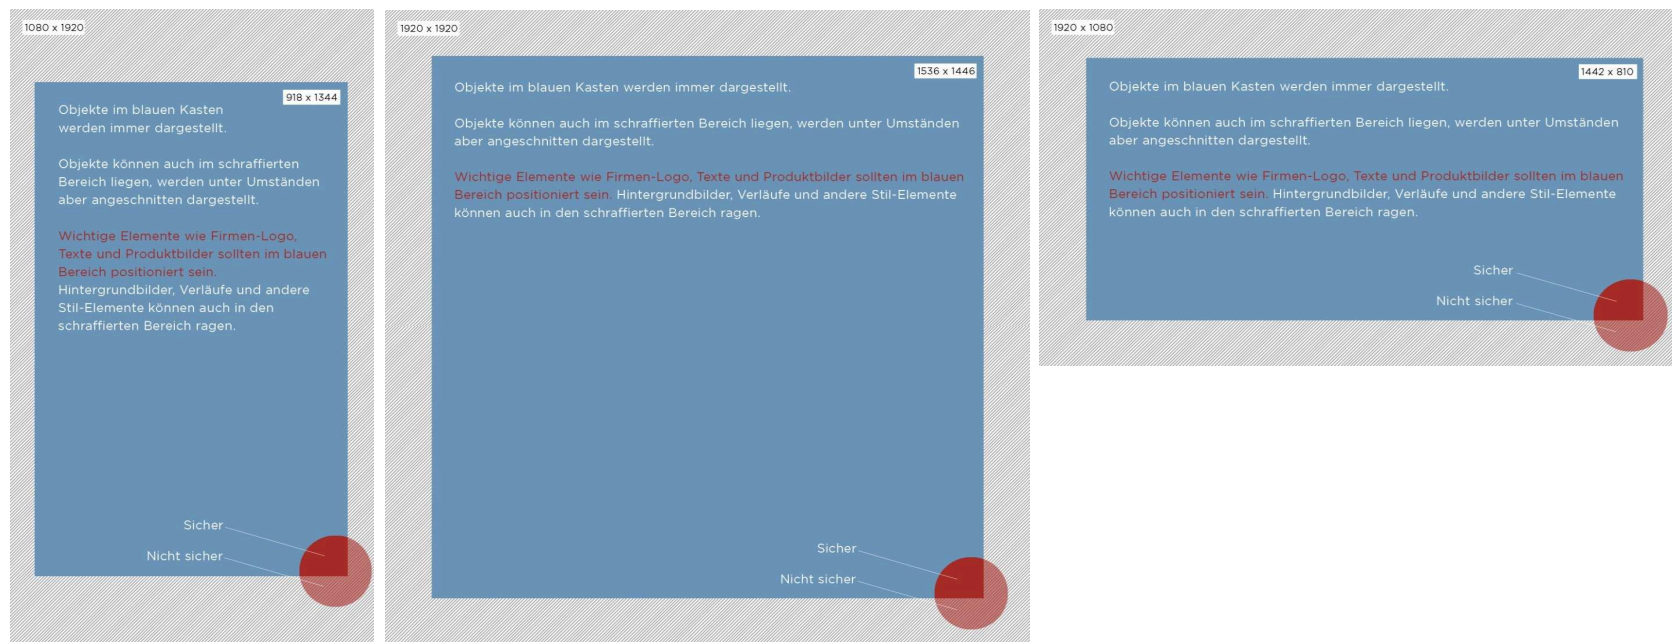 1080 x 1920
918 x 1344
Objekte im blauen Kasten
werden immer dargestellt.
Objekte können auch im schraffierten
Bereich liegen, werden unter Umständen
aber angeschnitten dargestellt.
Wichtige Elemente wie Firmen-Logo,
Texte und Produktbilder sollten im blauen
Bereich positioniert sein.
Hintergrundbilder, Verläufe und andere
Stil-Elemente können auch in den
schraffierten Bereich ragen.
Sicher
Nicht sicher
1920 x 1920
1536 x 1446
Objekte im blauen Kasten werden immer dargestellt.
Objekte können auch im schraffierten Bereich liegen, werden unter Umständen
aber angeschnitten dargestellt.
Wichtige Elemente wie Firmen-Logo, Texte und Produktbilder sollten im blauen
Bereich positioniert sein. Hintergrundbilder, Verläufe und andere Stil-Elemente
können auch in den schraffierten Bereich ragen.
Sicher
Nicht sicher
1920 x 1080
1442 x 810
Objekte im blauen Kasten werden immer dargestellt.
Objekte können auch im schraffierten Bereich liegen, werden unter Umständen
aber angeschnitten dargestellt.
Wichtige Elemente wie Firmen-Logo, Texte und Produktbilder sollten im blauen
Bereich positioniert sein. Hintergrundbilder, Verläufe und andere Stil-Elemente
können auch in den schraffierten Bereich ragen.
Sicher
Nicht sicher